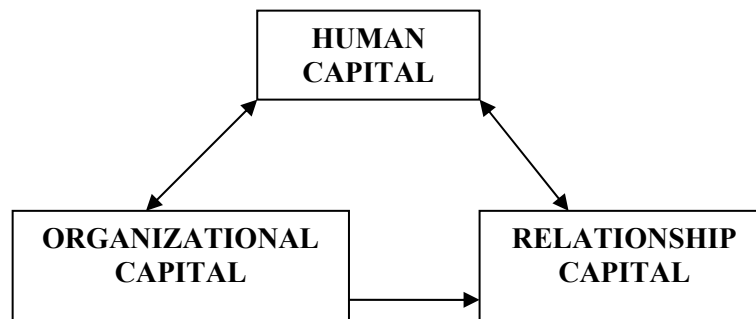 HUMAN
CAPITAL
ORGANIZATIONAL
CAPITAL
RELATIONSHIP
CAPITAL